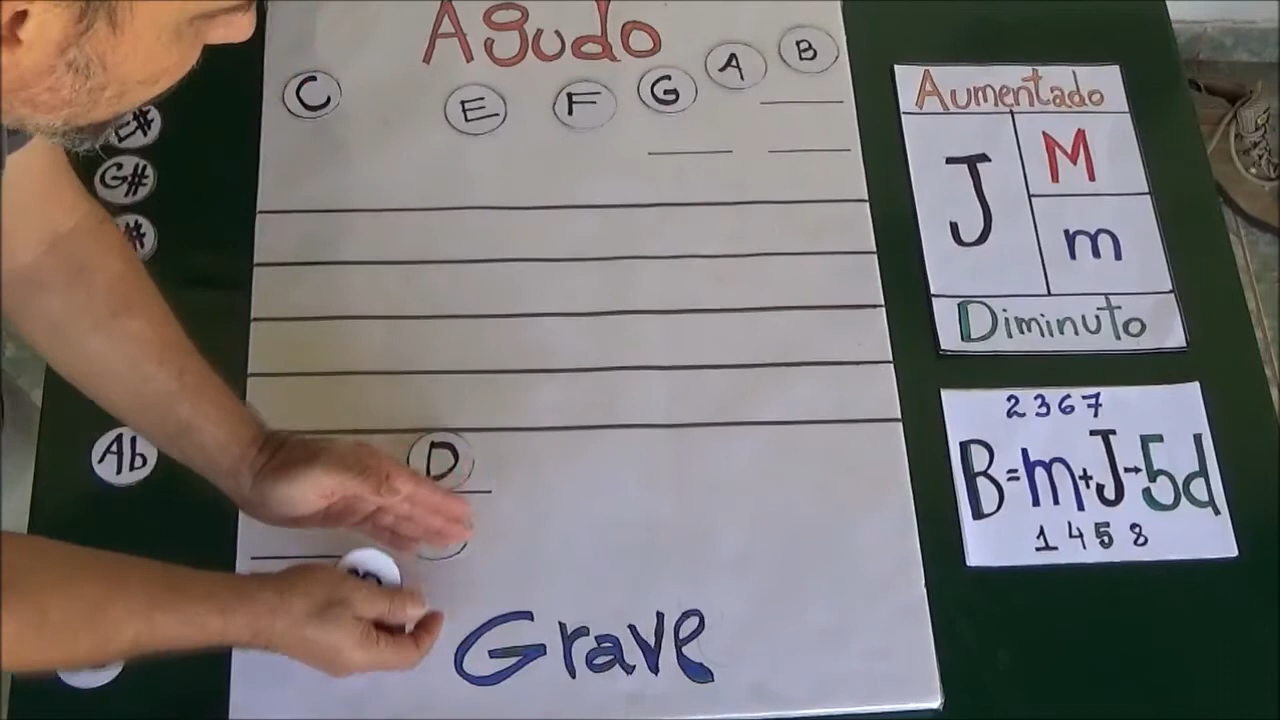 Agudo
C E F G A B
G#
#
Ab
D
Grave
Aumentado
J M
m
Diminuto
2 3 6 7
B=m+J→5d
1 4 5 8